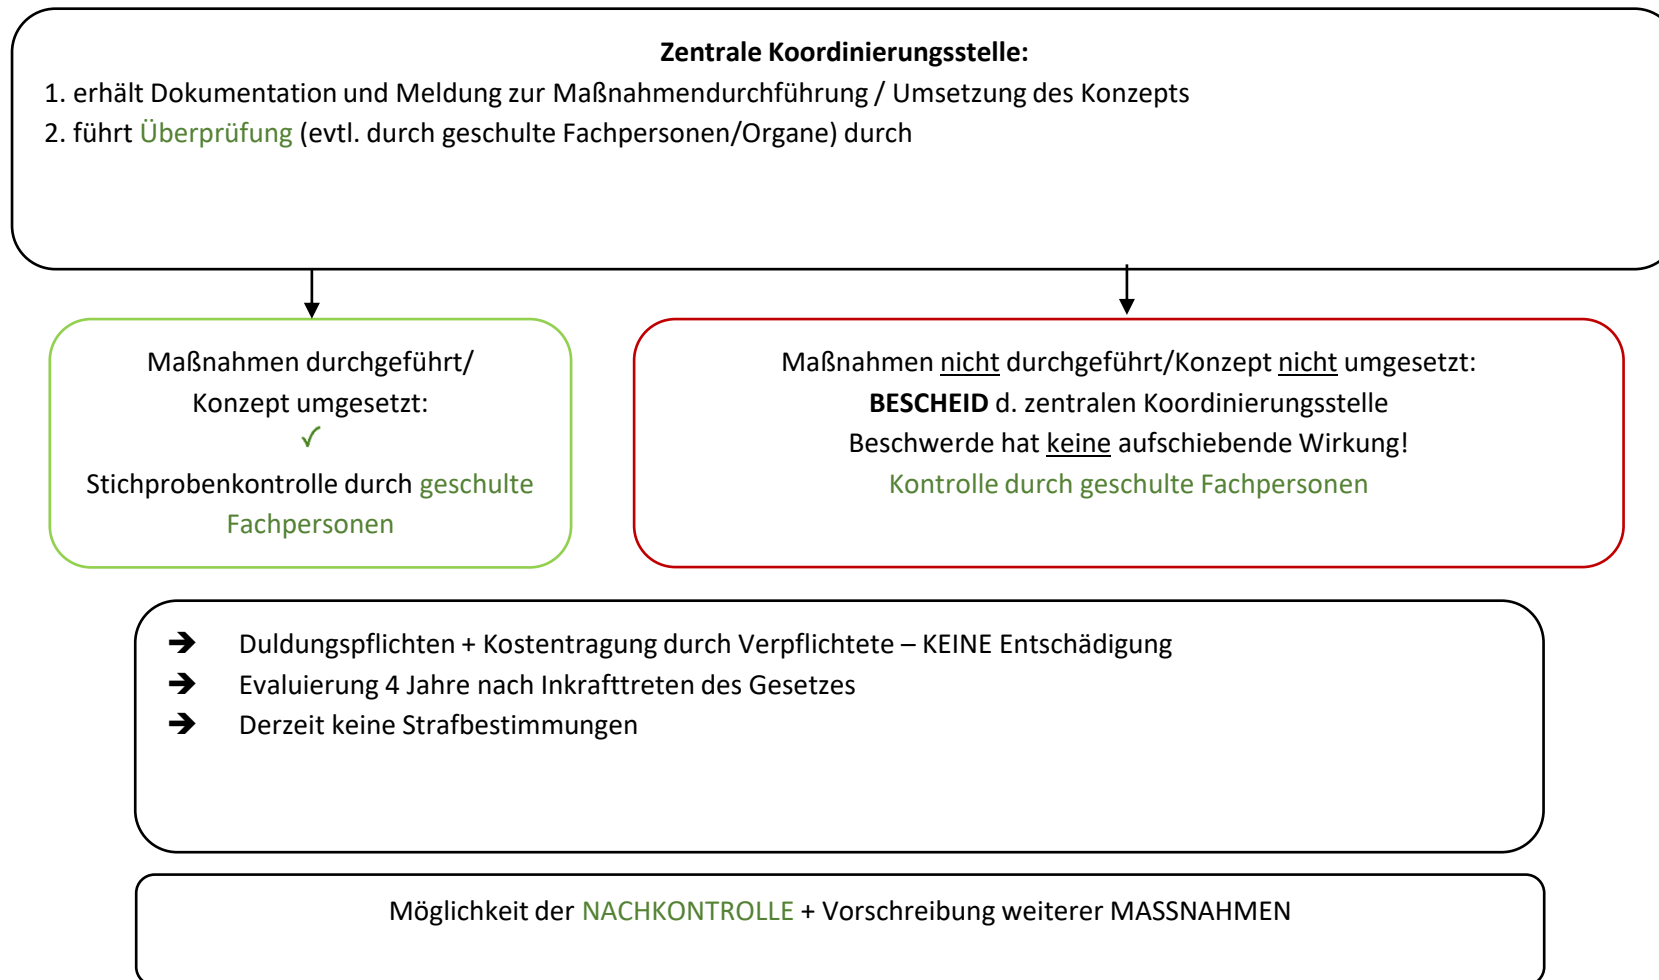 Zentrale Koordinierungsstelle:
1. erhält Dokumentation und Meldung zur Maßnahmendurchführung / Umsetzung des Konzepts
2. führt Überprüfung (evtl. durch geschulte Fachpersonen/Organe) durch
Maßnahmen durchgeführt/
Konzept umgesetzt:
✓
Stichprobenkontrolle durch geschulte
Fachpersonen
Maßnahmen nicht durchgeführt/Konzept nicht umgesetzt:
BESCHEID d. zentralen Koordinierungsstelle
Beschwerde hat keine aufschiebende Wirkung!
Kontrolle durch geschulte Fachpersonen
➔ Duldungspflichten + Kostentragung durch Verpflichtete – KEINE Entschädigung
➔ Evaluierung 4 Jahre nach Inkrafttreten des Gesetzes
➔ Derzeit keine Strafbestimmungen
Möglichkeit der NACHKONTROLLE + Vorschreibung weiterer MASSNAHMEN